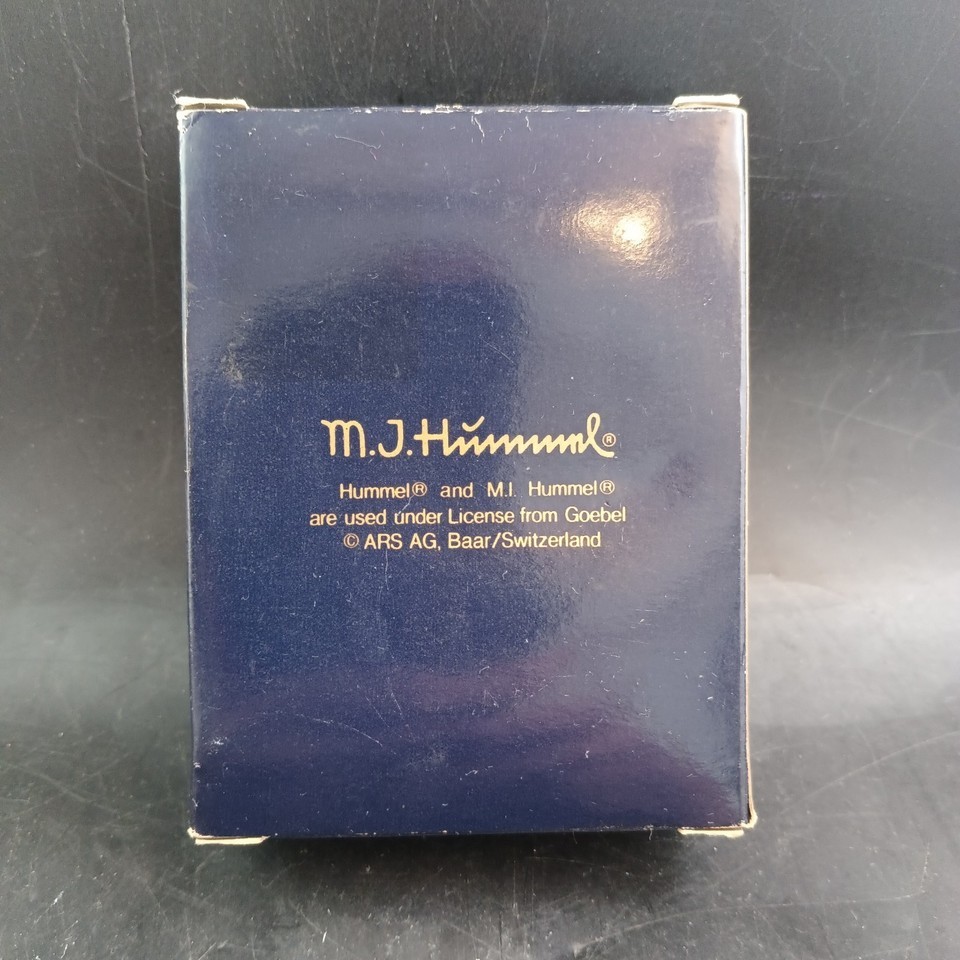 M.J. Hummel®
Hummel® and M.I. Hummel®
are used under License from Goebel
© ARS AG, Baar/Switzerland